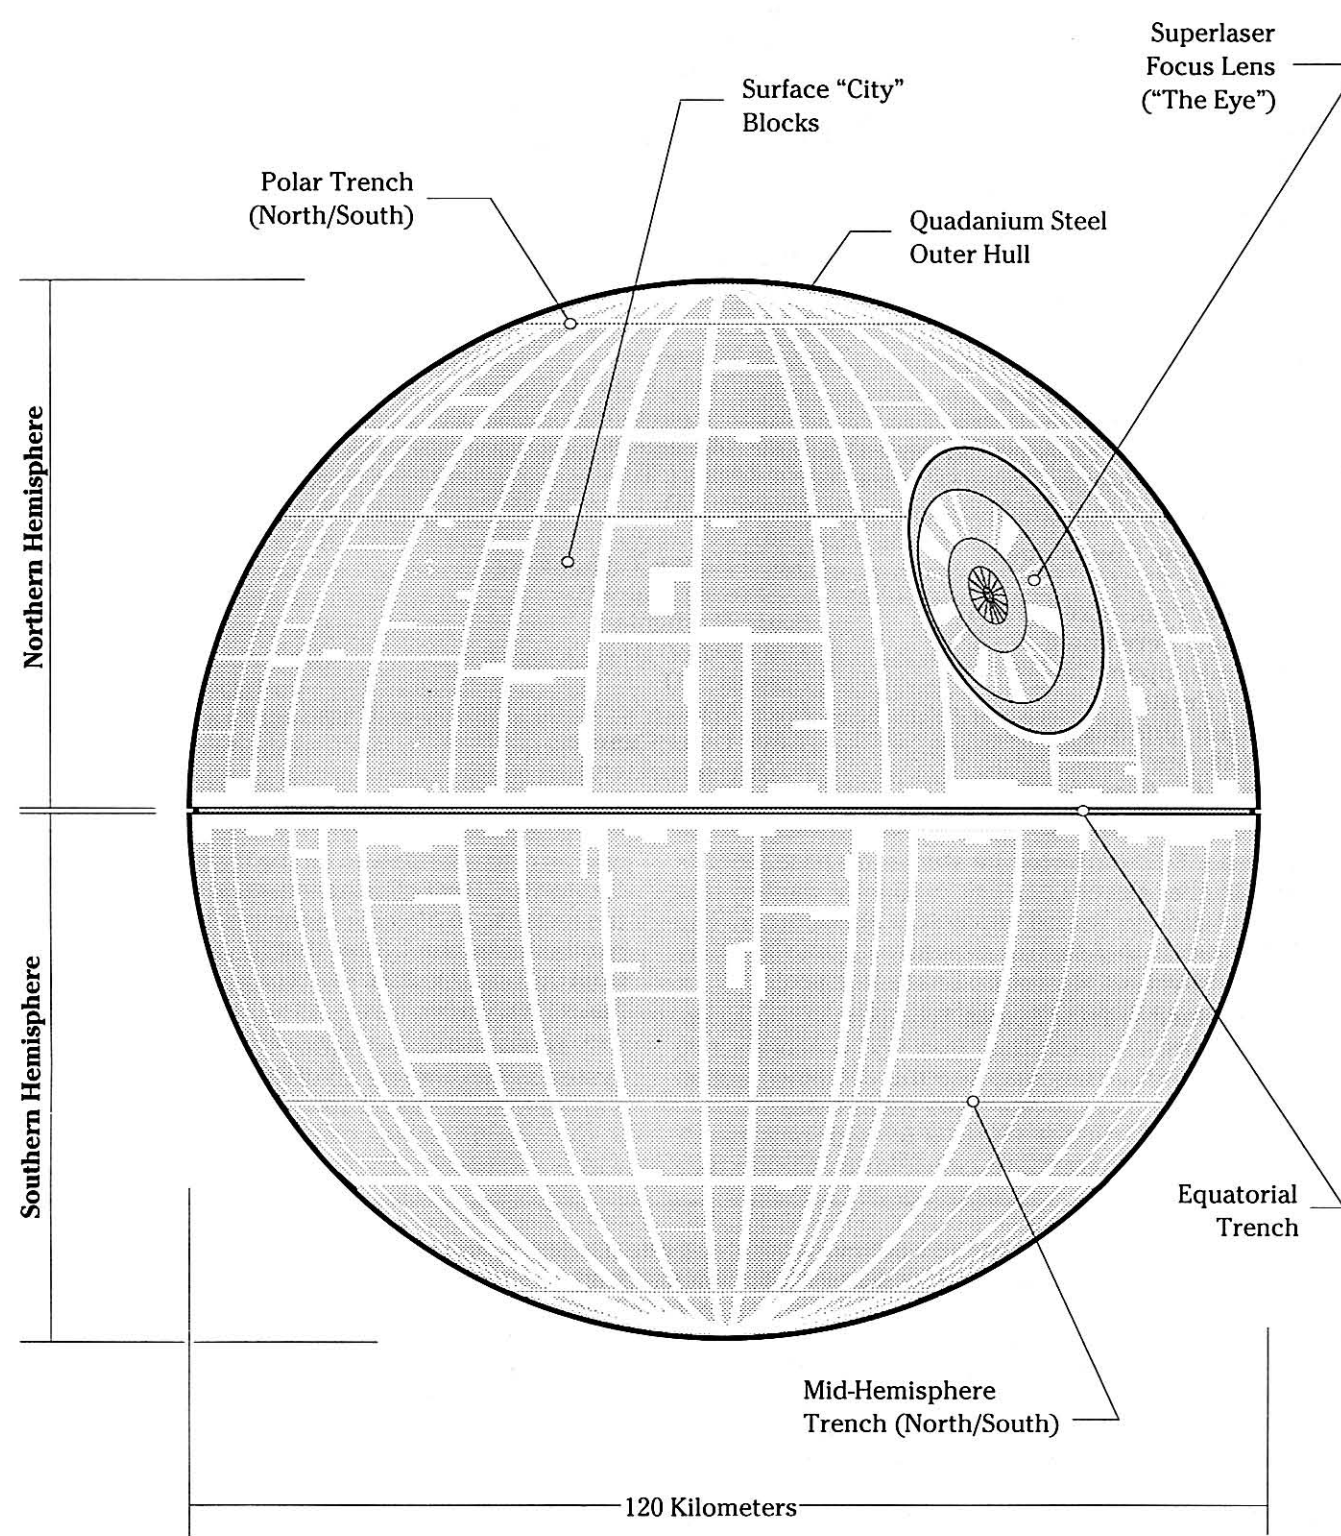 Superlaser
Focus Lens
(“The Eye”)
Surface “City”
Blocks
Polar Trench
(North/South)
Quadanium Steel
Outer Hull
Northern Hemisphere
Southern Hemisphere
Equatorial
Trench
Mid-Hemisphere
Trench (North/South)
120 Kilometers